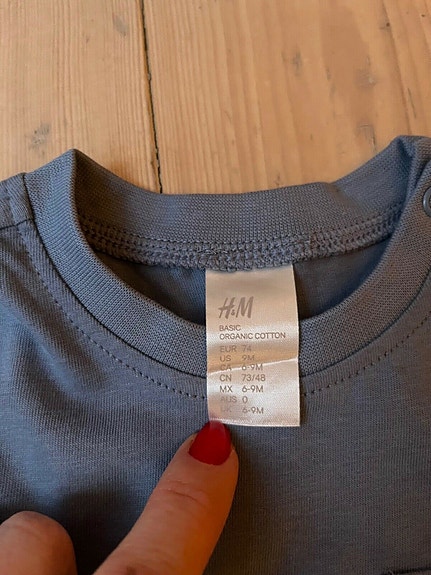 H&M
BASIC
ORGANIC COTTON
EUR 74
US 9M
CA 6-9M
CN 73/48
MX 6-9M
AUS 0
UK 6-9M